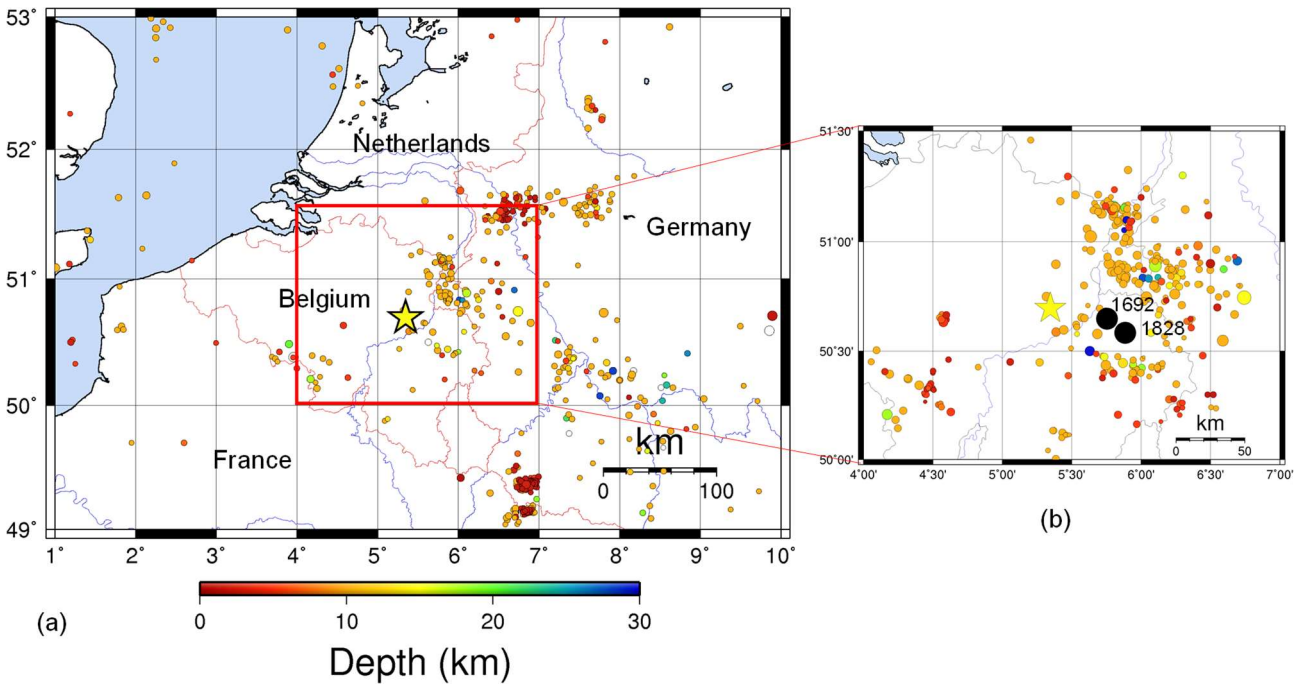 (a)
53˚
52˚
51˚
50˚
49˚
Netherlands
Germany
Belgium
France
km
0 100
1˚ 2˚ 3˚ 4˚ 5˚ 6˚ 7˚ 8˚ 9˚ 10˚
(a)
0 10 20 30
Depth (km)
51˚30'
51˚00'
50˚30'
50˚00'
1692
1828
km
0 50
4˚00' 4˚30' 5˚00' 5˚30' 6˚00' 6˚30' 7˚00'
(b)